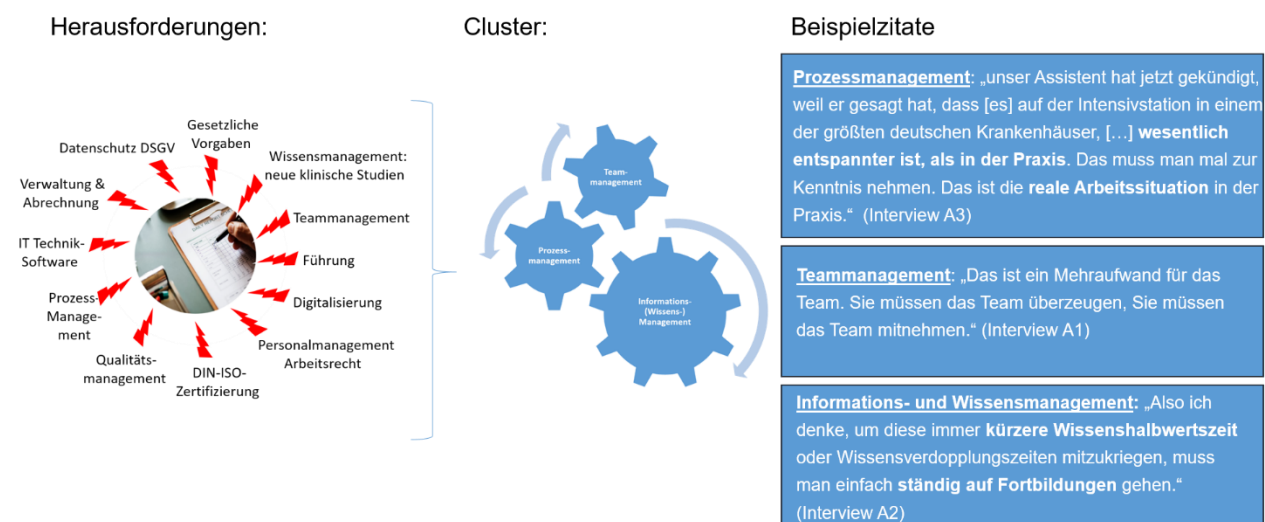 Herausforderungen:
Cluster:
Beispielzitate
Gesetzliche
Vorgaben
Datenschutz DSGV
Wissensmanagement:
neue klinische Studien
Verwaltung &
Abrechnung
Teammanagement
IT Technik-
Software
Führung
Prozess-
Manage-
ment
Digitalisierung
Qualitäts-
management
DIN-ISO-
Zertifizierung
Personalmanagement
Arbeitsrecht
Team-
management
Prozess-
management
Informations-
(Wissens-)
Management
Prozessmanagement: „unser Assistent hat jetzt gekündigt,
weil er gesagt hat, dass [es] auf der Intensivstation in einem
der größten deutschen Krankenhäuser, […] wesentlich
entspannter ist, als in der Praxis. Das muss man mal zur
Kenntnis nehmen. Das ist die reale Arbeitssituation in der
Praxis.“ (Interview A3)
Teammanagement: „Das ist ein Mehraufwand für das
Team. Sie müssen das Team überzeugen, Sie müssen
das Team mitnehmen.“ (Interview A1)
Informations- und Wissensmanagement: „Also ich
denke, um diese immer kürzere Wissenshalbwertszeit
oder Wissensverdopplungszeiten mitzukriegen, muss
man einfach ständig auf Fortbildungen gehen.“
(Interview A2)